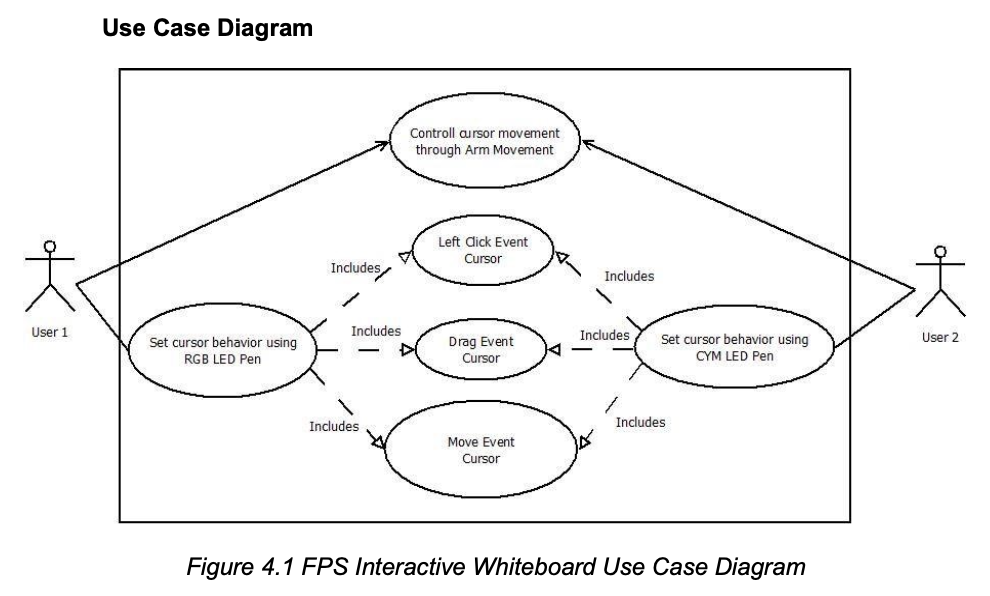 Use Case Diagram
Controll cursor movement
through Arm Movement
Left Click Event
Cursor
Includes
Includes
User 1
User 2
Set cursor behavior using
RGB LED Pen
Includes
Drag Event
Cursor
Includes
Set cursor behavior using
CYM LED Pen
Includes
Includes
Move Event
Cursor
Figure 4.1 FPS Interactive Whiteboard Use Case Diagram